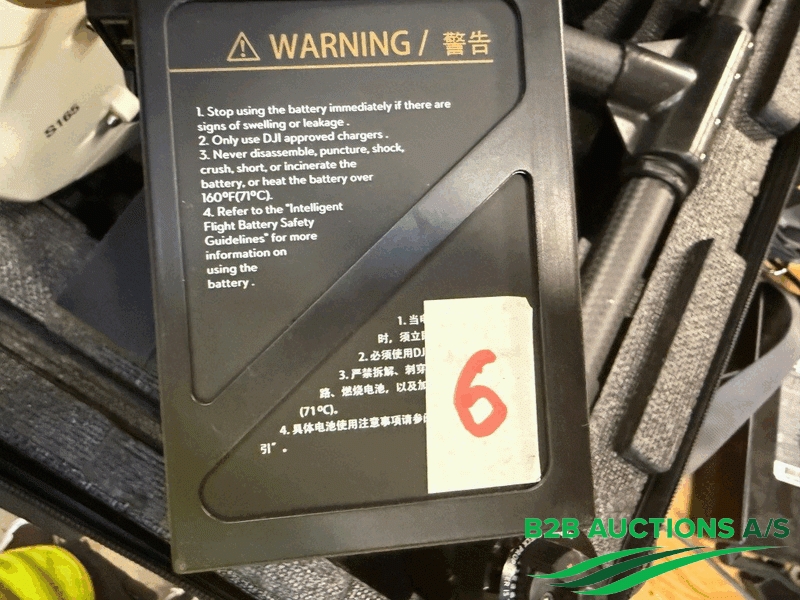 WARNING / 警告
1. Stop using the battery immediately if there are
signs of swelling or leakage .
2. Only use DJI approved chargers .
3. Never disassemble, puncture, shock,
crush, short, or incinerate the
battery, or heat the battery over
160ºF(71ºC).
4. Refer to the "Intelligent
Flight Battery Safety
Guidelines" for more
information on
using the
battery .
1. 当
时，须立
2. 必须使用DJ
3. 严禁拆解、刺穿
路、燃烧电池，以及加
(71ºC)。
4. 具体电池使用注意事项请参
引”。
6
S165
B2B AUCTIONS A/S